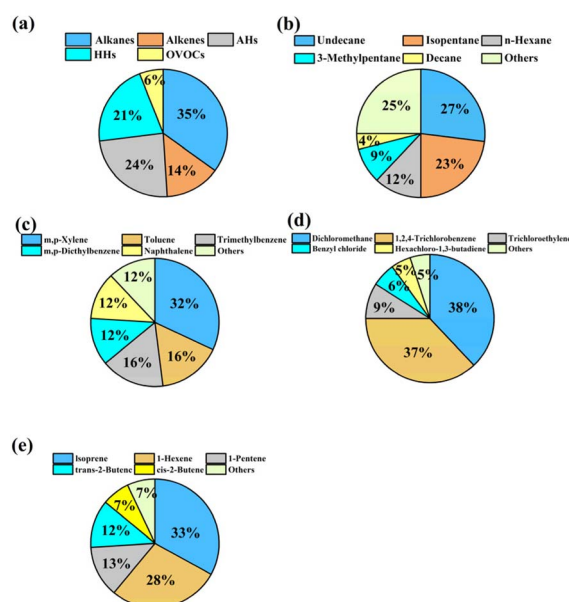 (a)
Alkanes Alkenes AHs
HHs OVOCs
6%
35%
21%
24%
14%
(b)
Undecane Isopentane n-Hexane
3-Methylpentane Decane Others
25%
27%
4%
9%
12%
23%
(c)
m,p-Xylene Toluene Trimethylbenzene
m,p-Diethylbenzene Naphthalene Others
12%
32%
12%
12%
16%
16%
(d)
Dichloromethane 1,2,4-Trichlorobenzene Trichloroethylene
Benzyl chloride Hexachloro-1,3-butadiene Others
5%
5%
6%
38%
9%
37%
(e)
Isoprene 1-Hexene 1-Pentene
trans-2-Butene cis-2-Butene Others
7%
7%
33%
12%
13%
28%